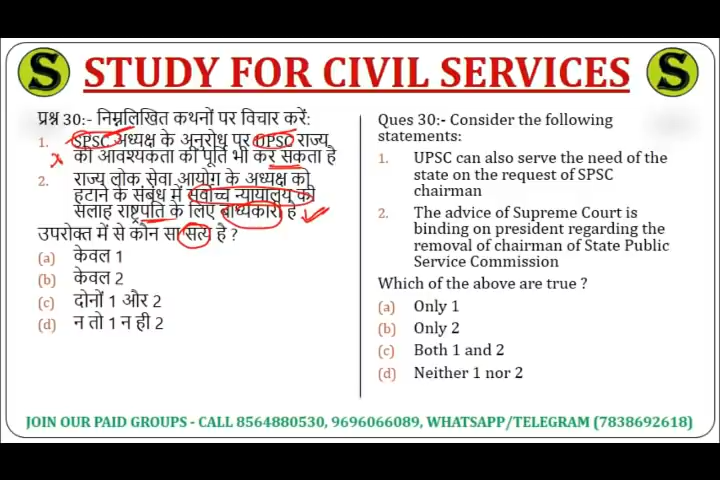 S STUDY FOR CIVIL SERVICES S
प्रश्न 30:- निम्नलिखित कथनों पर विचार करें:
1. SPSC अध्यक्ष के अनुरोध पर UPSC राज्य
की आवश्यकता की पूर्ति भी कर सकता है
2. राज्य लोक सेवा आयोग के अध्यक्ष को
हटाने के संबंध में सर्वोच्च न्यायालय की
सलाह राष्ट्रपति के लिए बाध्यकारी है
उपरोक्त में से कौन सा सत्य है ?
(a) केवल 1
(b) केवल 2
(c) दोनों 1 और 2
(d) न तो 1 न ही 2
Ques 30:- Consider the following
statements:
1. UPSC can also serve the need of the
state on the request of SPSC
chairman
2. The advice of Supreme Court is
binding on president regarding the
removal of chairman of State Public
Service Commission
Which of the above are true ?
(a) Only 1
(b) Only 2
(c) Both 1 and 2
(d) Neither 1 nor 2
JOIN OUR PAID GROUPS - CALL 8564880530, 9696066089, WHATSAPP/TELEGRAM (7838692618)